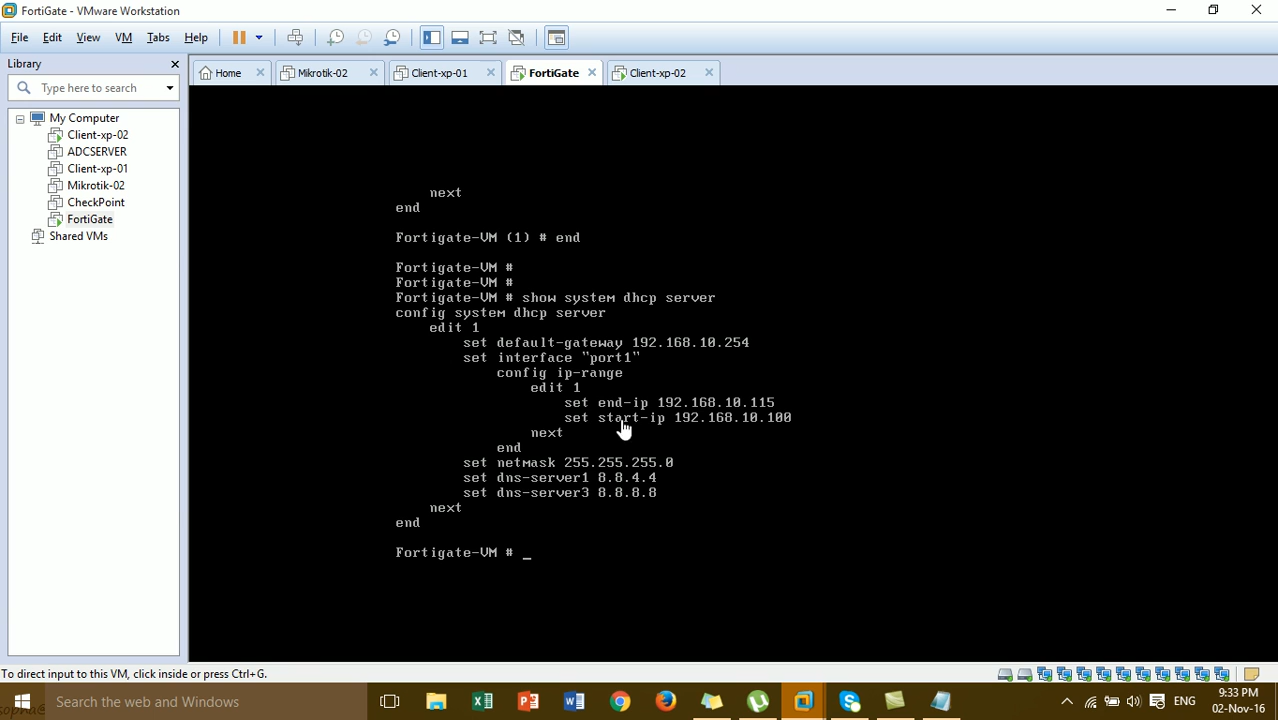 FortiGate - VMware Workstation
File Edit View VM Tabs Help
Library
Type here to search
My Computer
Client-xp-02
ADCSERVER
Client-xp-01
Mikrotik-02
CheckPoint
FortiGate
Shared VMs
Home Mikrotik-02 Client-xp-01 FortiGate Client-xp-02
next
end
Fortigate-VM (1) # end
Fortigate-VM #
Fortigate-VM #
Fortigate-VM # show system dhcp server
config system dhcp server
edit 1
set default-gateway 192.168.10.254
set interface "port1"
config ip-range
edit 1
set end-ip 192.168.10.115
set start-ip 192.168.10.100
next
end
set netmask 255.255.255.0
set dns-server1 8.8.4.4
set dns-server3 8.8.8.8
next
end
Fortigate-VM # _
To direct input to this VM, click inside or press Ctrl+G.
Search the web and Windows
ENG
9:33 PM
02-Nov-16